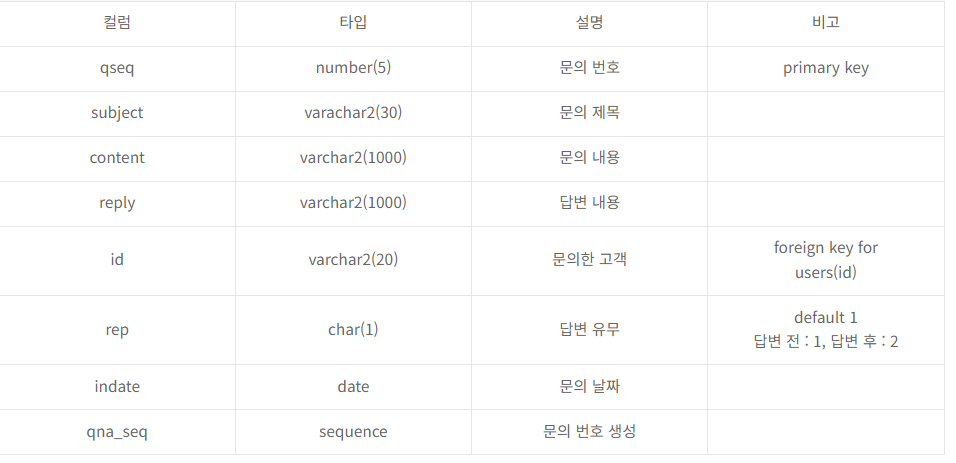 컬럼 타입 설명 비고
qseq number(5) 문의 번호 primary key
subject varachar2(30) 문의 제목
content varchar2(1000) 문의 내용
reply varchar2(1000) 답변 내용
id varchar2(20) 문의한 고객 foreign key for
users(id)
rep char(1) 답변 유무 default 1
답변 전 : 1, 답변 후 : 2
indate date 문의 날짜
qna_seq sequence 문의 번호 생성